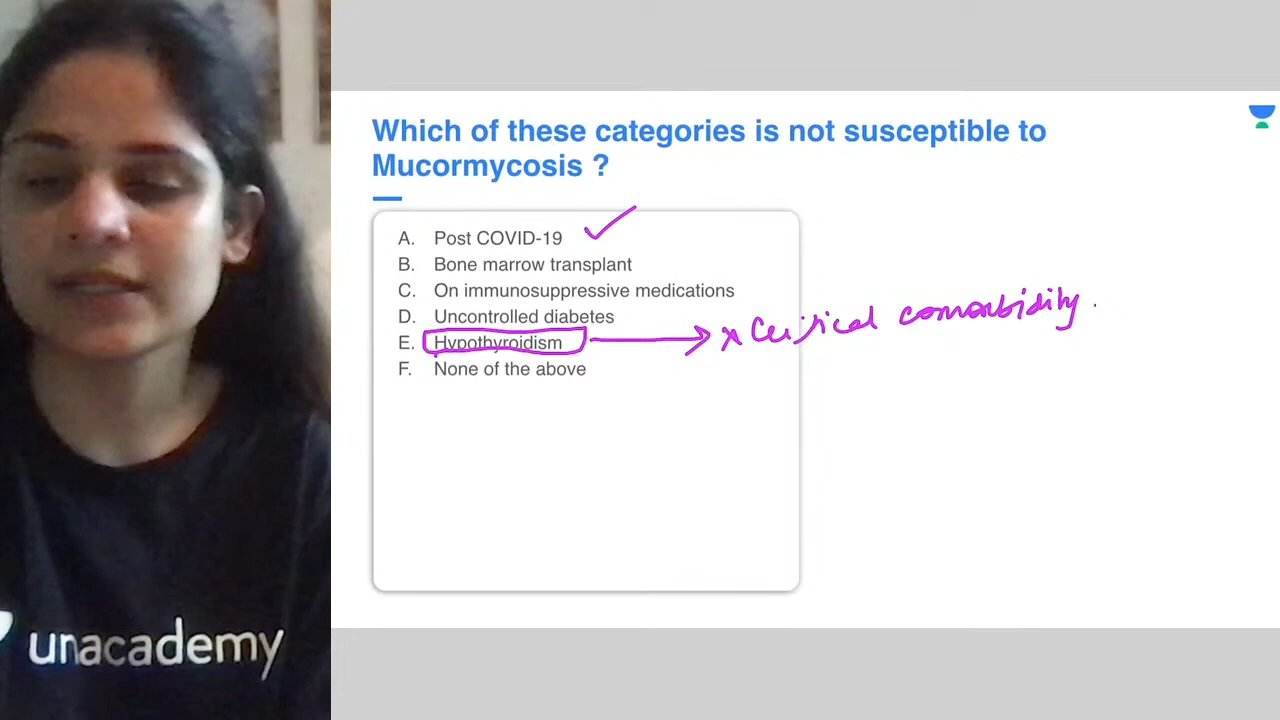 Which of these categories is not susceptible to
Mucormycosis ?
A. Post COVID-19
B. Bone marrow transplant
C. On immunosuppressive medications
D. Uncontrolled diabetes
E. Hypothyroidism x Critical comorbidity
F. None of the above
unacademy